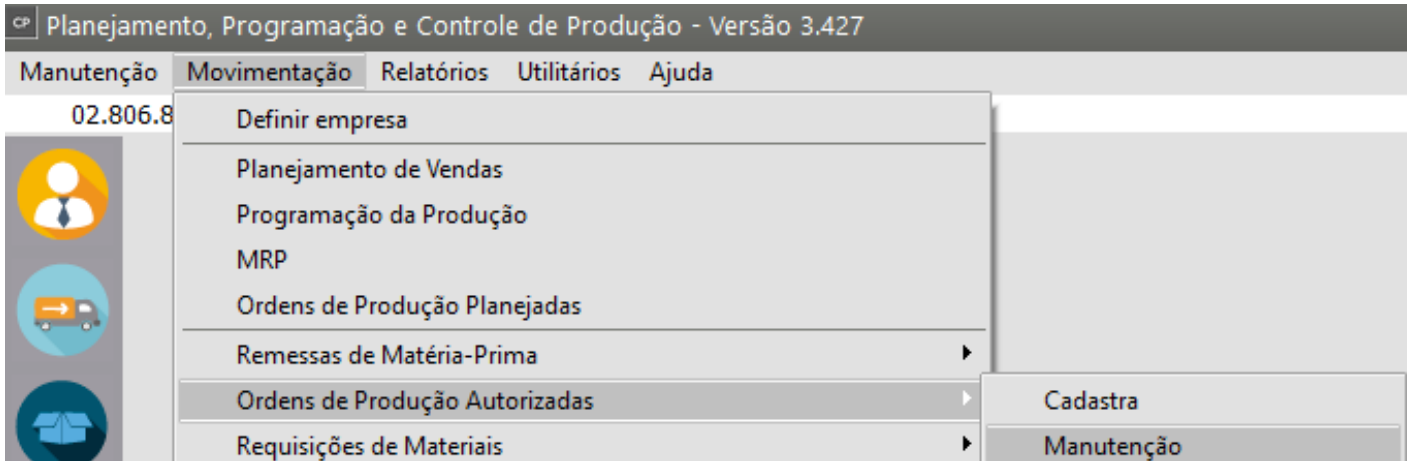 CP Planejamento, Programação e Controle de Produção - Versão 3.427
Manutenção Movimentação Relatórios Utilitários Ajuda
02.806.8
Definir empresa
Planejamento de Vendas
Programação da Produção
MRP
Ordens de Produção Planejadas
Remessas de Matéria-Prima
Ordens de Produção Autorizadas
Cadastra
Requisições de Materiais
Manutenção